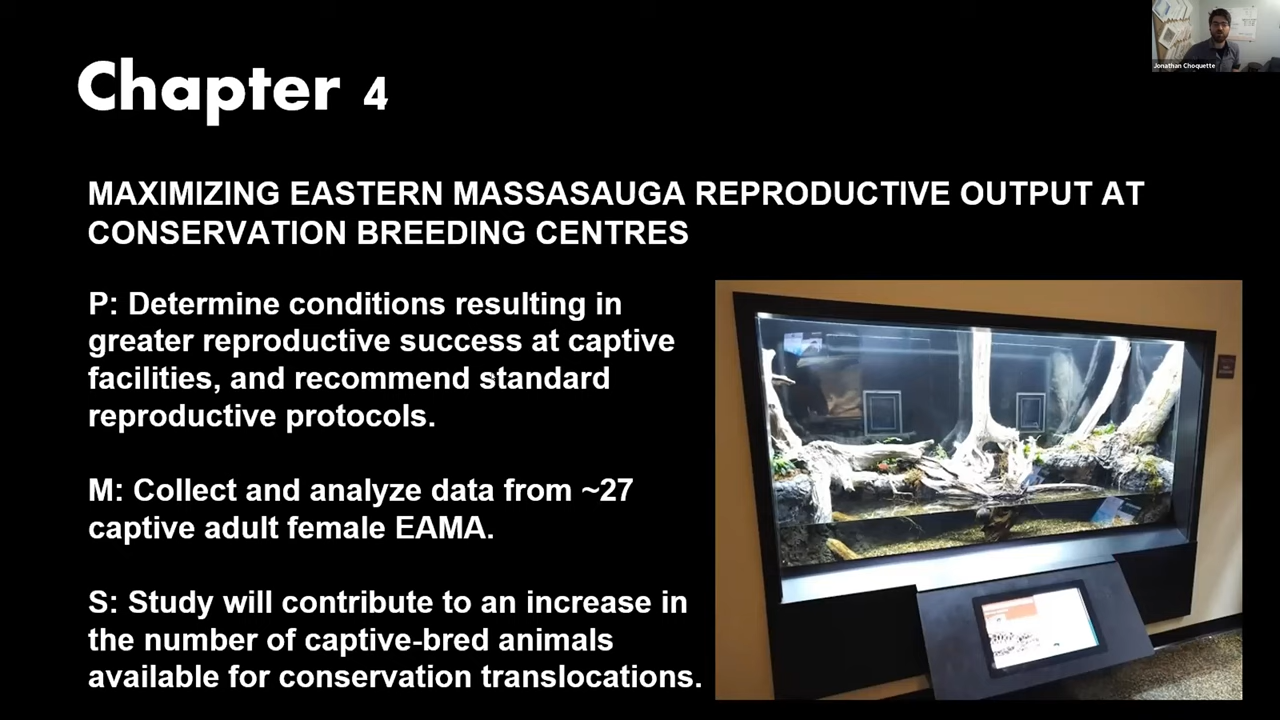 Jonathan Choquette
Chapter 4
MAXIMIZING EASTERN MASSASAUGA REPRODUCTIVE OUTPUT AT
CONSERVATION BREEDING CENTRES
P: Determine conditions resulting in
greater reproductive success at captive
facilities, and recommend standard
reproductive protocols.
M: Collect and analyze data from ~27
captive adult female EAMA.
S: Study will contribute to an increase in
the number of captive-bred animals
available for conservation translocations.